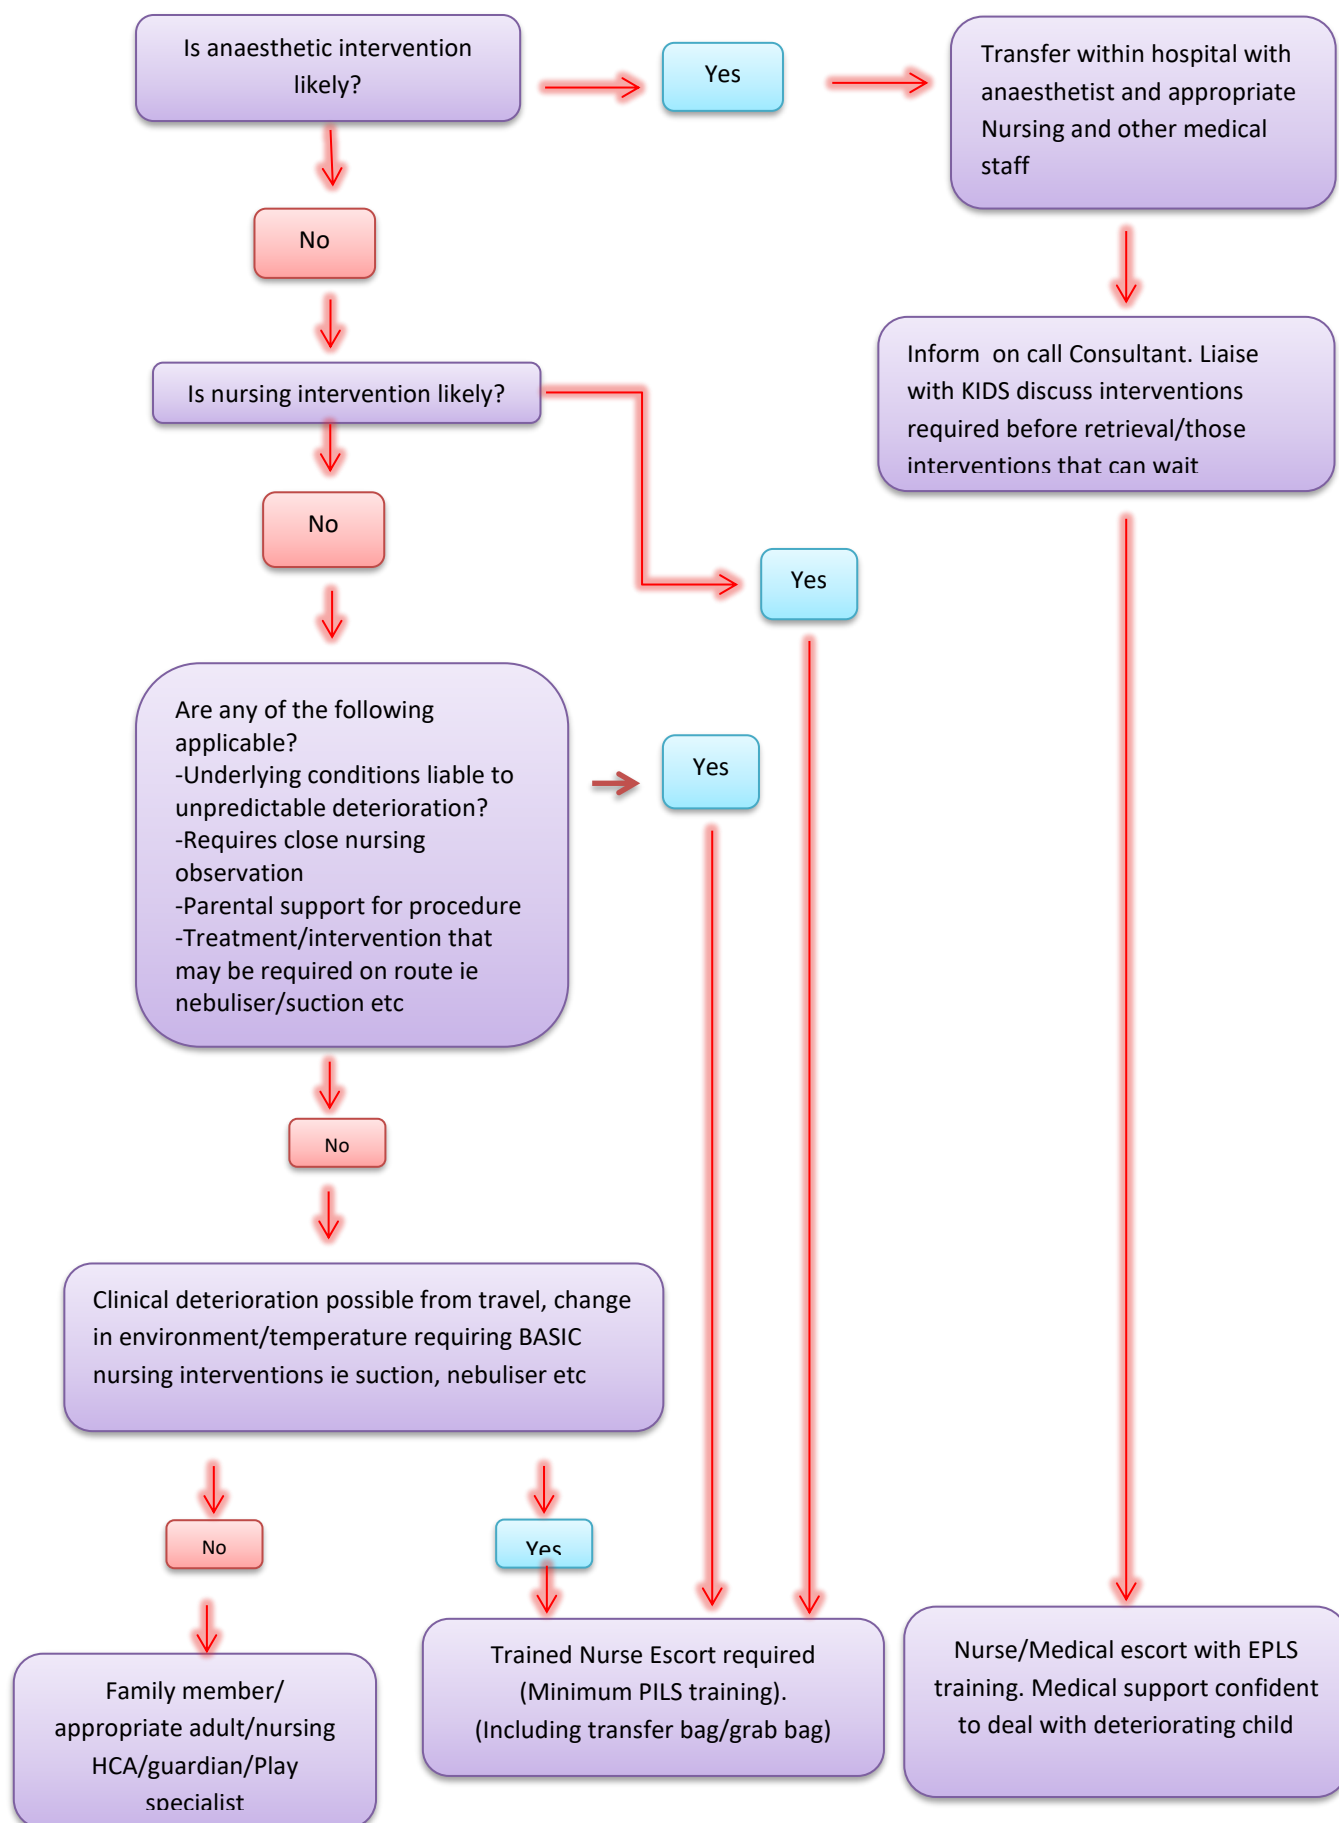 Is anaesthetic intervention
likely?
Yes
Transfer within hospital with
anaesthetist and appropriate
Nursing and other medical
staff
No
Inform  on call Consultant. Liaise
with KIDS discuss interventions
required before retrieval/those
interventions that can wait
Is nursing intervention likely?
No
Yes
Are any of the following
applicable?
-Underlying conditions liable to
unpredictable deterioration?
-Requires close nursing
observation
-Parental support for procedure
-Treatment/intervention that
may be required on route ie
nebuliser/suction etc
Yes
No
Clinical deterioration possible from travel, change
in environment/temperature requiring BASIC
nursing interventions ie suction, nebuliser etc
No
Yes
Family member/
appropriate adult/nursing
HCA/guardian/Play
specialist
Trained Nurse Escort required
(Minimum PILS training).
(Including transfer bag/grab bag)
Nurse/Medical escort with EPLS
training. Medical support confident
to deal with deteriorating child